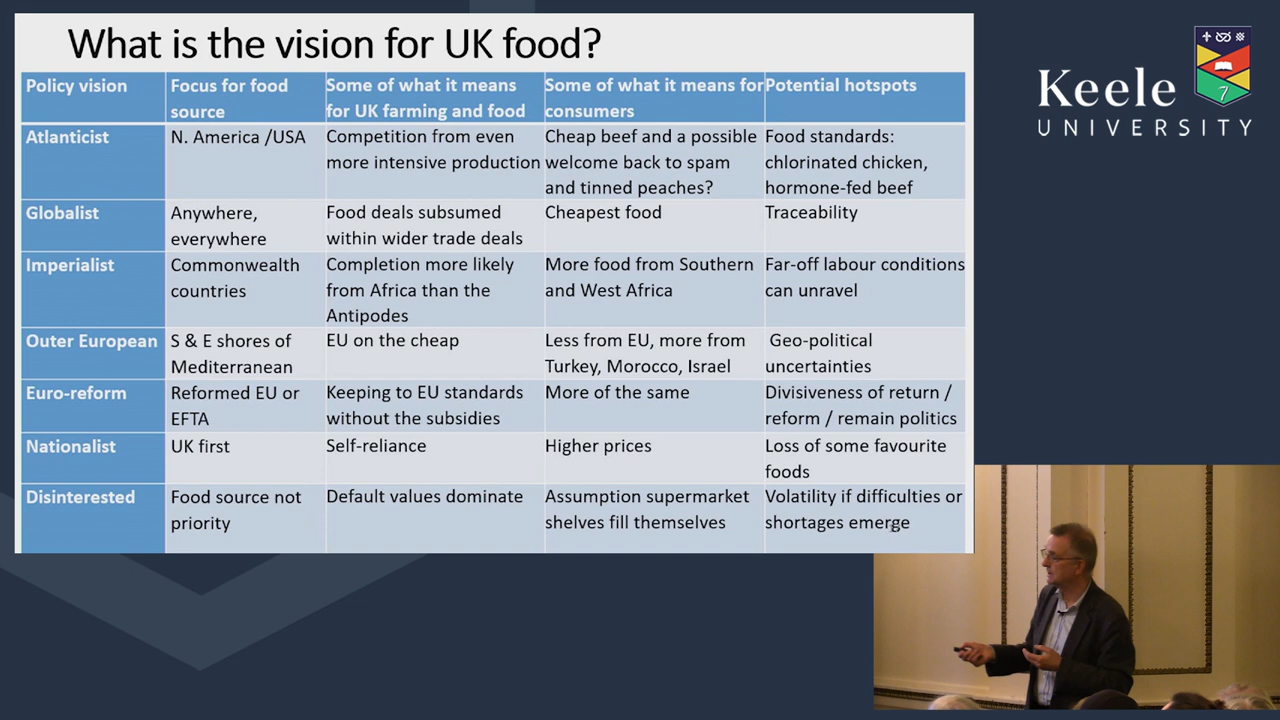 What is the vision for UK food?
Policy vision
Focus for food
source
Some of what it means
for UK farming and food
Some of what it means for
consumers
Potential hotspots
Atlanticist
N. America /USA
Competition from even
more intensive production
Cheap beef and a possible
welcome back to spam
and tinned peaches?
Food standards:
chlorinated chicken,
hormone-fed beef
Globalist
Anywhere,
everywhere
Food deals subsumed
within wider trade deals
Cheapest food
Traceability
Imperialist
Commonwealth
countries
Completion more likely
from Africa than the
Antipodes
More food from Southern
and West Africa
Far-off labour conditions
can unravel
Outer European
S & E shores of
Mediterranean
EU on the cheap
Less from EU, more from
Turkey, Morocco, Israel
Geo-political
uncertainties
Euro-reform
Reformed EU or
EFTA
Keeping to EU standards
without the subsidies
More of the same
Divisiveness of return /
reform / remain politics
Nationalist
UK first
Self-reliance
Higher prices
Loss of some favourite
foods
Disinterested
Food source not
priority
Default values dominate
Assumption supermarket
shelves fill themselves
Volatility if difficulties or
shortages emerge
Keele
UNIVERSITY